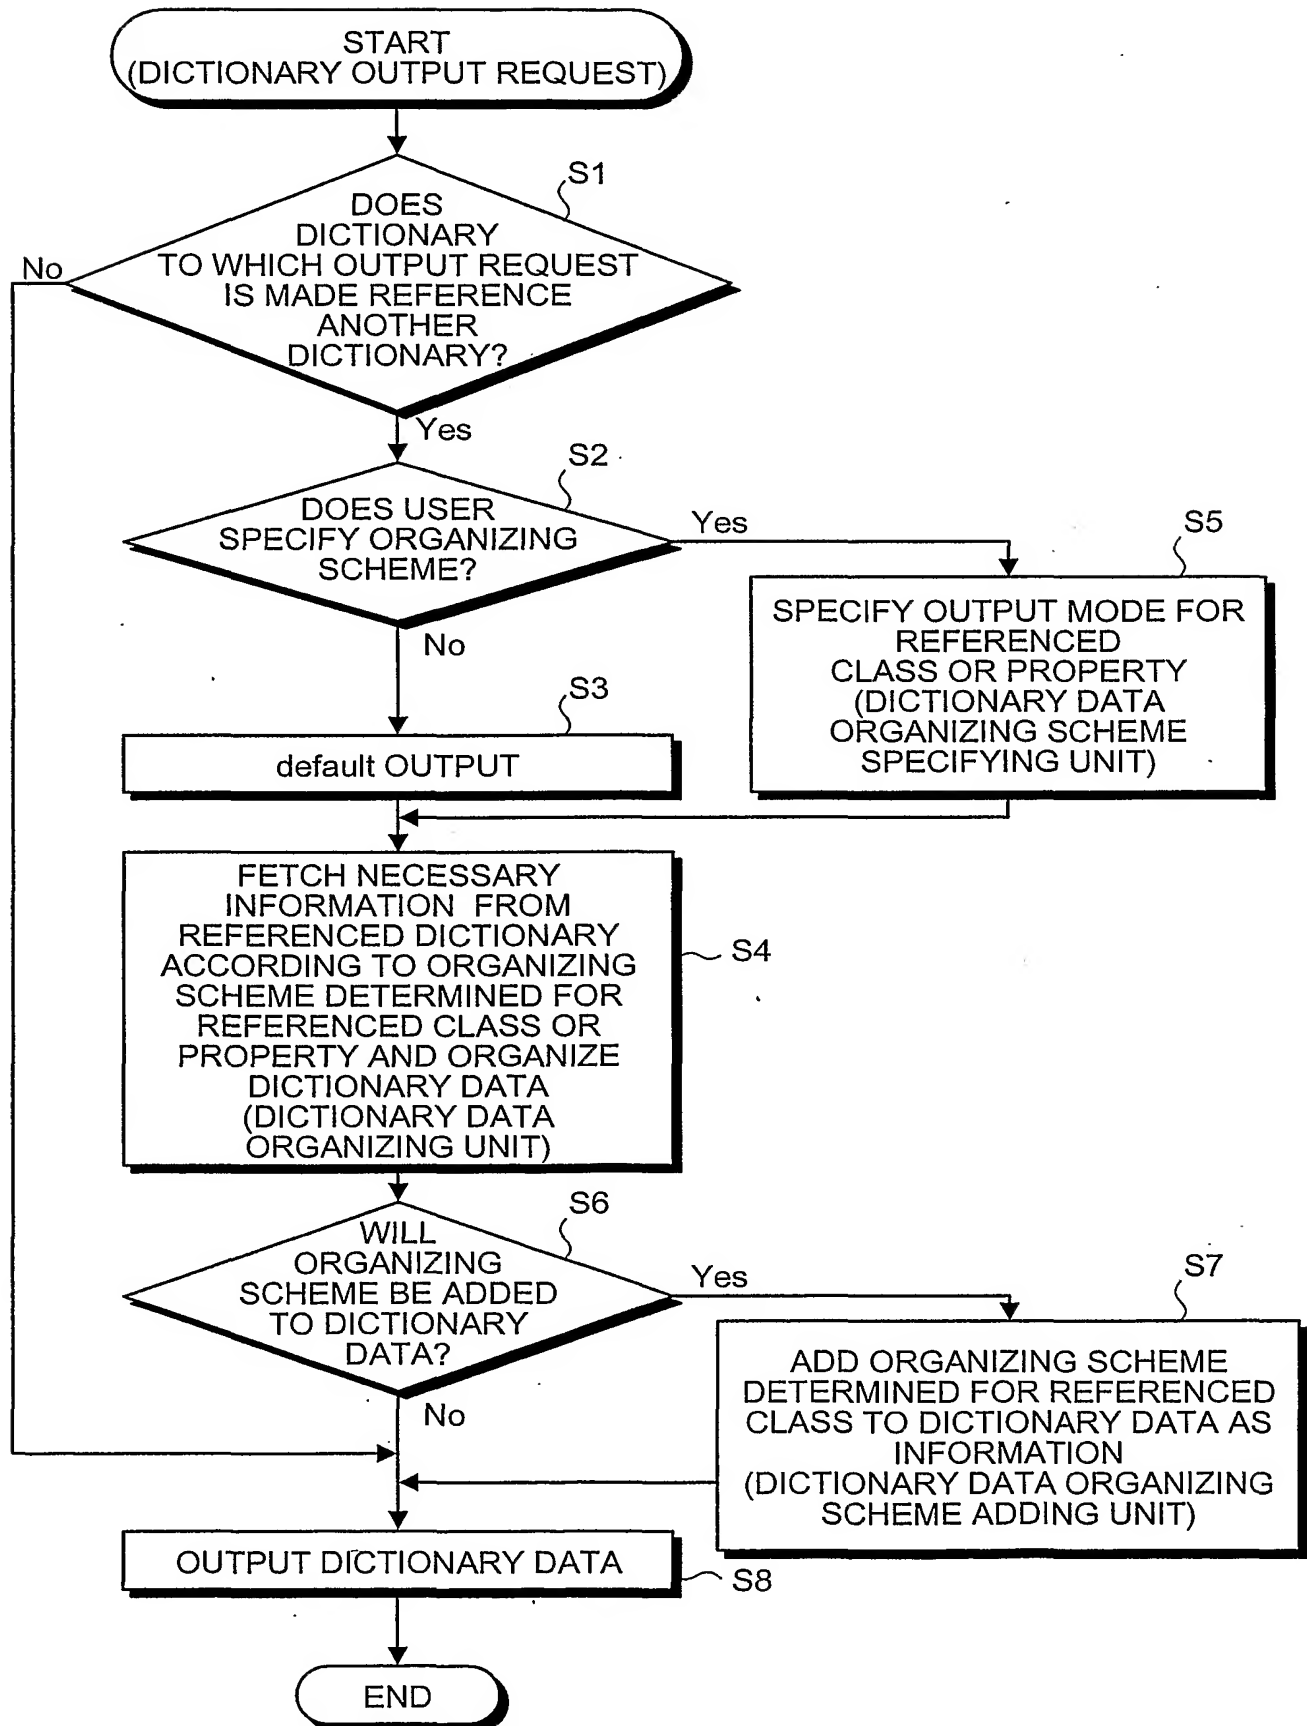 START
(DICTIONARY OUTPUT REQUEST)
S1
DOES
DICTIONARY
TO WHICH OUTPUT REQUEST
IS MADE REFERENCE
ANOTHER
DICTIONARY?
No
Yes
S2
DOES USER
SPECIFY ORGANIZING
SCHEME?
Yes
No
S5
SPECIFY OUTPUT MODE FOR
REFERENCED
CLASS OR PROPERTY
(DICTIONARY DATA
ORGANIZING SCHEME
SPECIFYING UNIT)
S3
default OUTPUT
FETCH NECESSARY
INFORMATION FROM
REFERENCED DICTIONARY
ACCORDING TO ORGANIZING
SCHEME DETERMINED FOR
REFERENCED CLASS OR
PROPERTY AND ORGANIZE
DICTIONARY DATA
(DICTIONARY DATA
ORGANIZING UNIT)
S4
S6
WILL
ORGANIZING
SCHEME BE ADDED
TO DICTIONARY
DATA?
Yes
No
S7
ADD ORGANIZING SCHEME
DETERMINED FOR REFERENCED
CLASS TO DICTIONARY DATA AS
INFORMATION
(DICTIONARY DATA ORGANIZING
SCHEME ADDING UNIT)
OUTPUT DICTIONARY DATA
S8
END